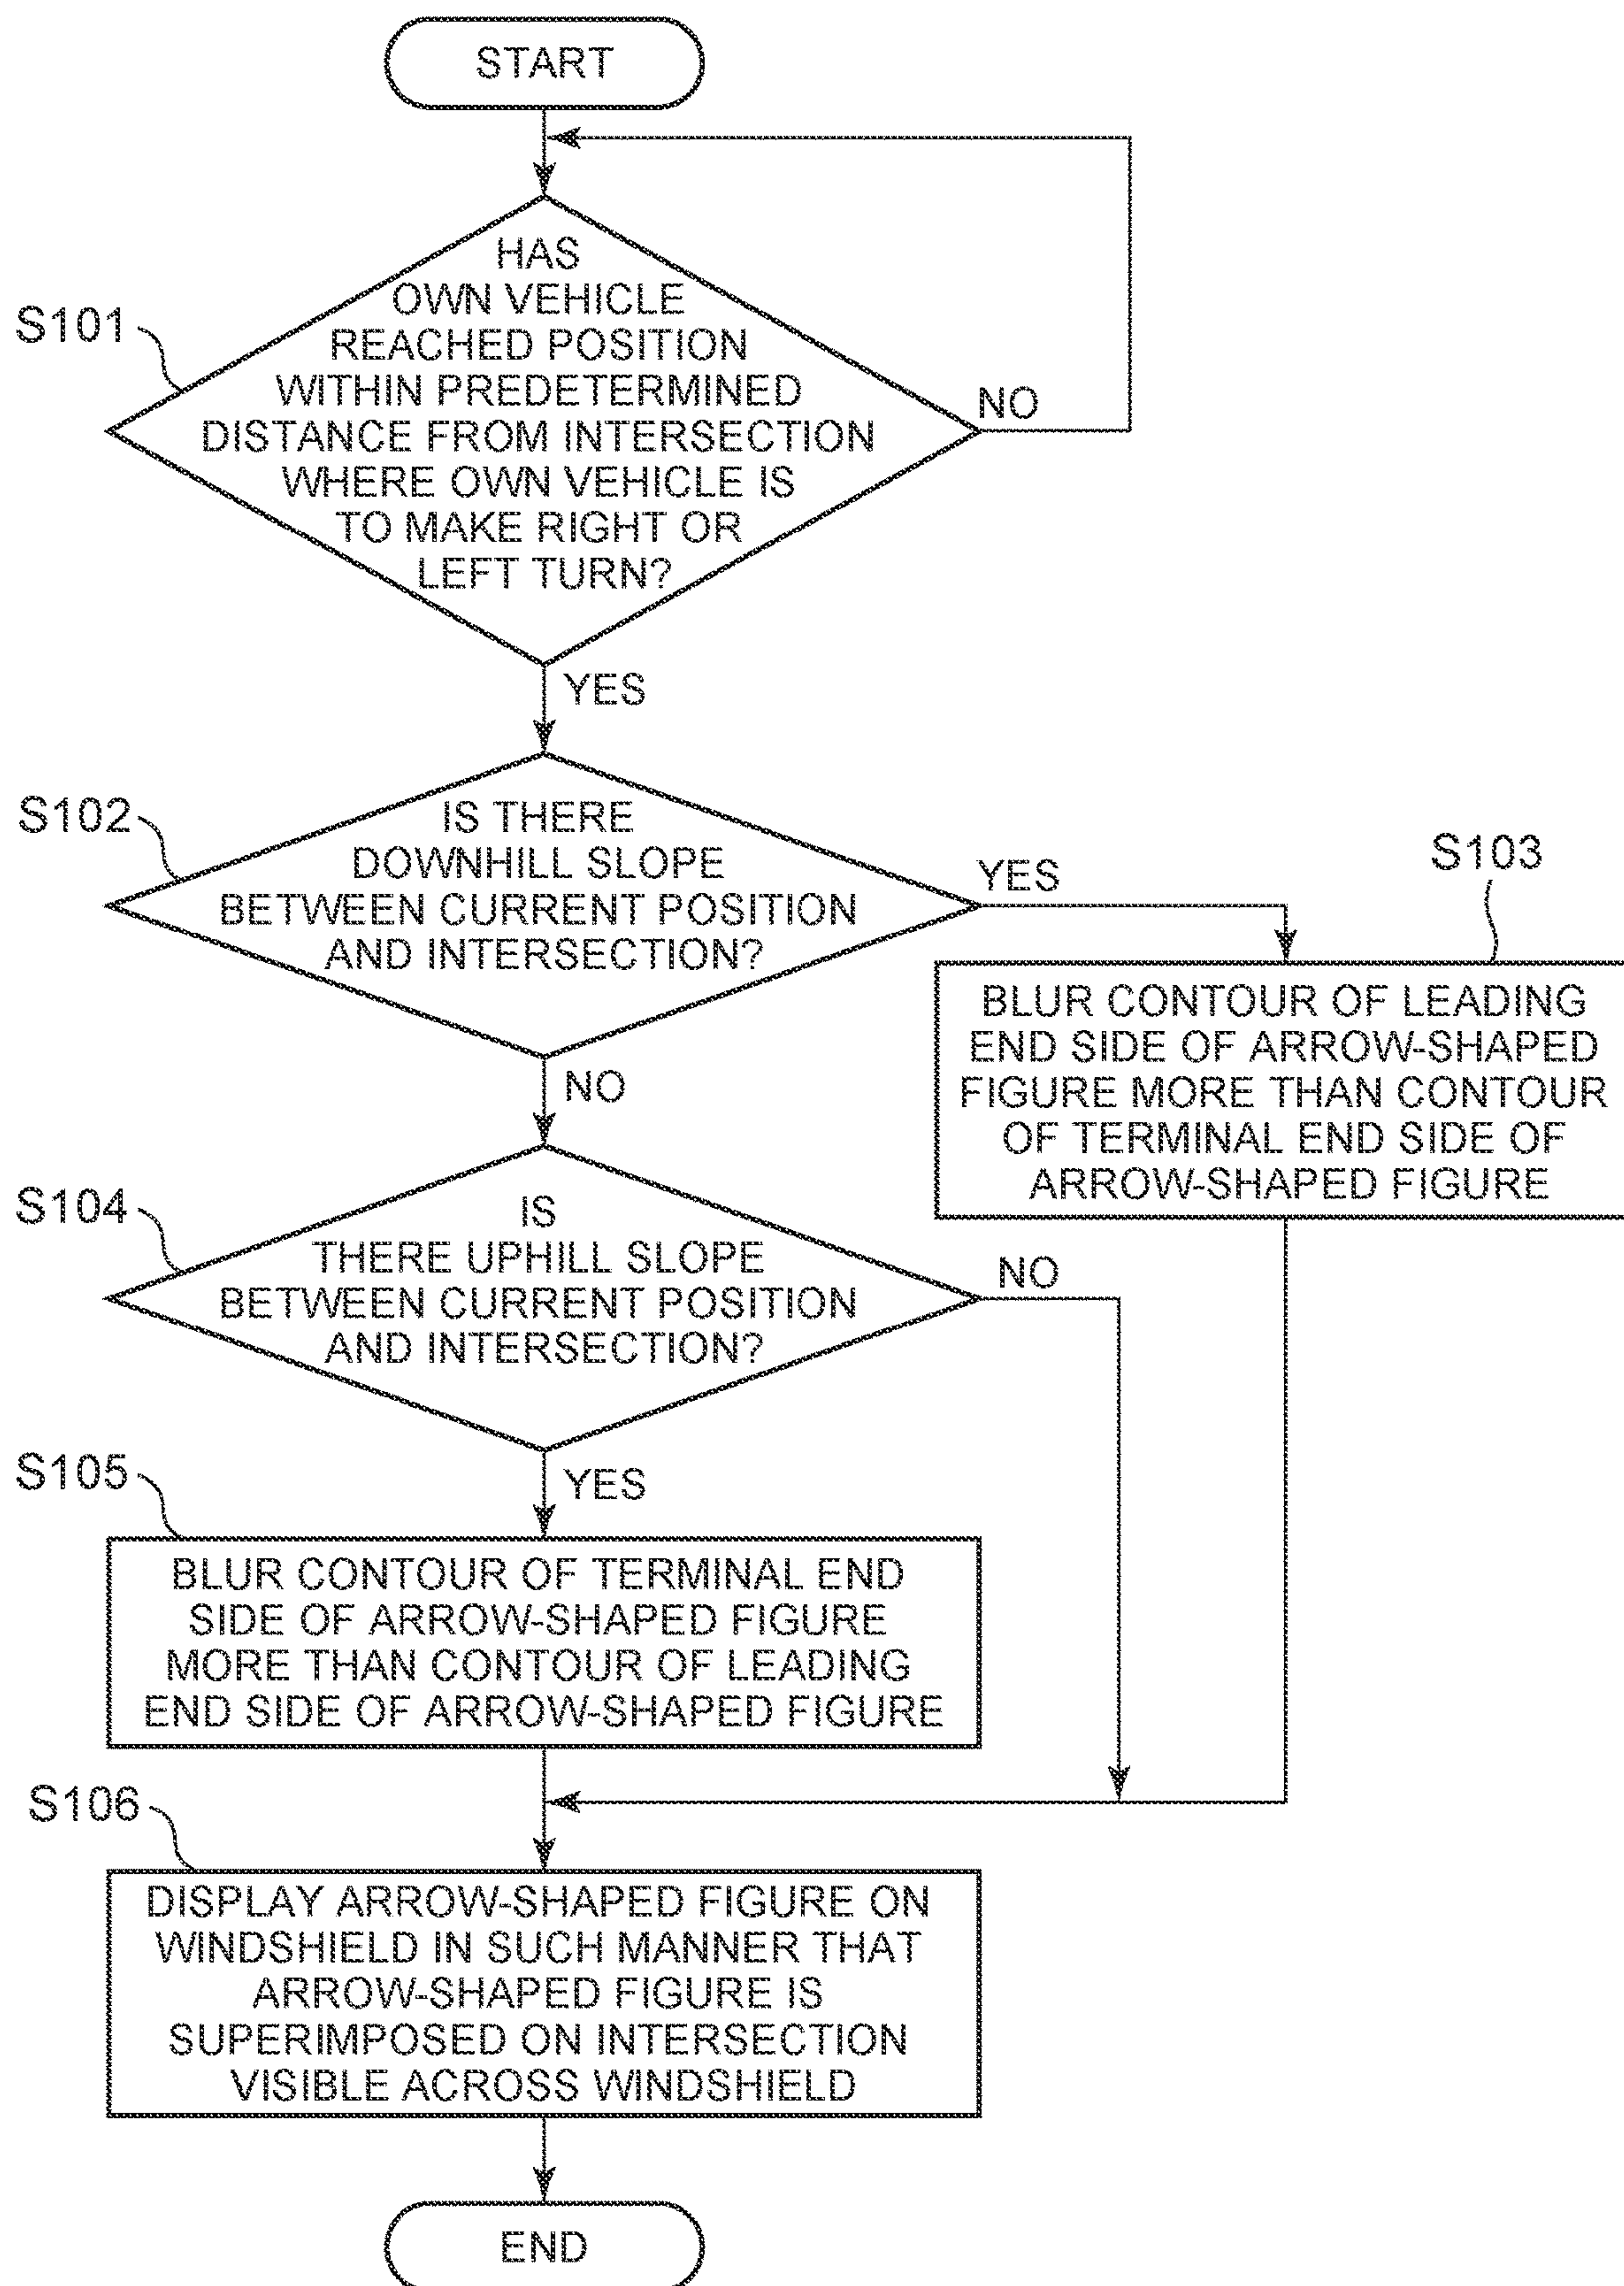 START
S101
HAS
OWN VEHICLE
REACHED POSITION
WITHIN PREDETERMINED
DISTANCE FROM INTERSECTION
WHERE OWN VEHICLE IS
TO MAKE RIGHT OR
LEFT TURN?
NO
YES
S102
IS THERE
DOWNHILL SLOPE
BETWEEN CURRENT POSITION
AND INTERSECTION?
YES
NO
S103
BLUR CONTOUR OF LEADING
END SIDE OF ARROW-SHAPED
FIGURE MORE THAN CONTOUR
OF TERMINAL END SIDE OF
ARROW-SHAPED FIGURE
S104
IS
THERE UPHILL SLOPE
BETWEEN CURRENT POSITION
AND INTERSECTION?
NO
YES
S105
BLUR CONTOUR OF TERMINAL END
SIDE OF ARROW-SHAPED FIGURE
MORE THAN CONTOUR OF LEADING
END SIDE OF ARROW-SHAPED FIGURE
S106
DISPLAY ARROW-SHAPED FIGURE ON
WINDSHIELD IN SUCH MANNER THAT
ARROW-SHAPED FIGURE IS
SUPERIMPOSED ON INTERSECTION
VISIBLE ACROSS WINDSHIELD
END